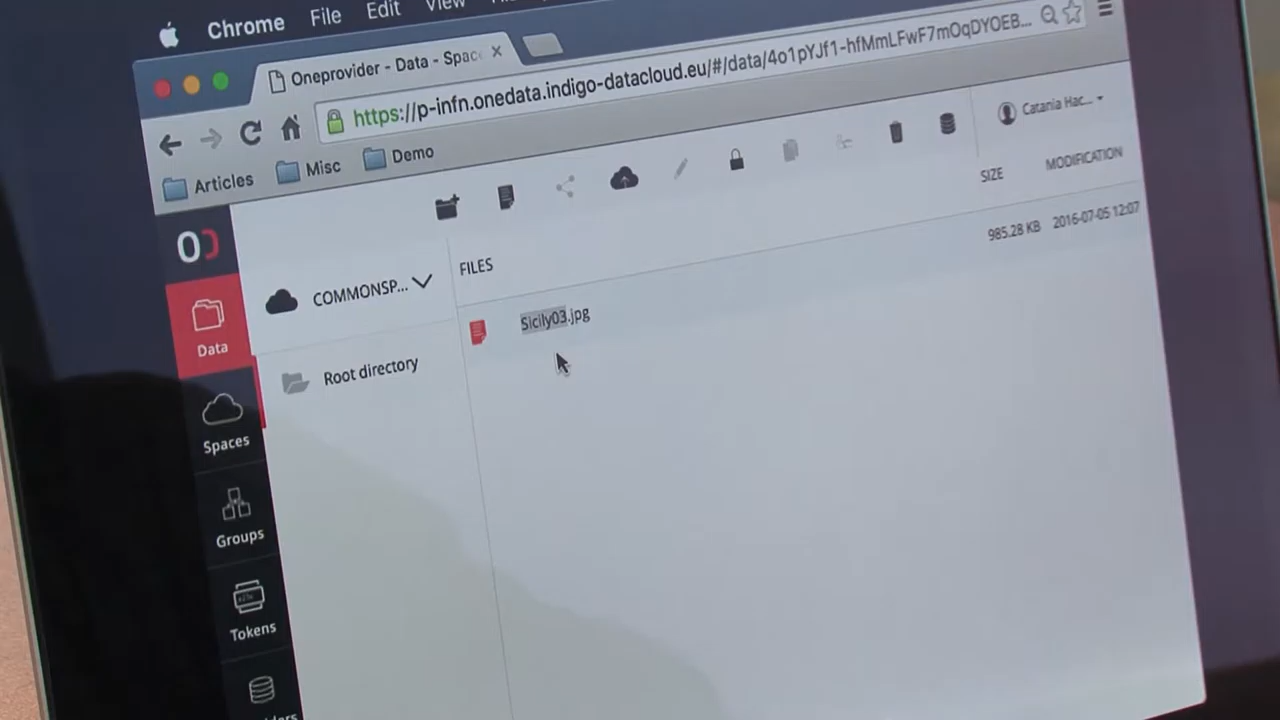 Chrome File Edit View
Oneprovider - Data - Spac
https://p-infn.onedata.indigo-datacloud.eu/#/data/4o1pYJf1-hfMmLFwF7mOqDYOEB...
Articles Misc Demo
Catania Hac...
SIZE MODIFICATION
COMMONSP...
FILES
985.28 KB 2016-07-05 12:07
Sicily03.jpg
Root directory
Data
Spaces
Groups
Tokens